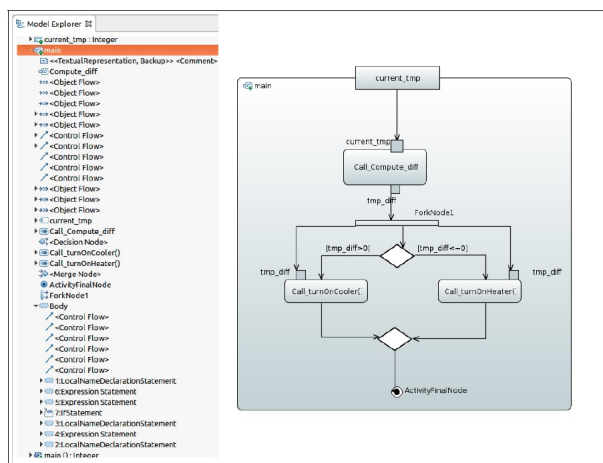 Model Explorer
current_tmp : Integer
main
<<TextualRepresentation, Backup>> <Comment>
Compute_diff
<Object Flow>
<Object Flow>
<Object Flow>
<Object Flow>
<Object Flow>
<Control Flow>
<Control Flow>
<Control Flow>
<Control Flow>
<Control Flow>
<Object Flow>
<Object Flow>
<Object Flow>
current_tmp
Call_Compute_diff
<Decision Node>
Call_turnOnCooler()
Call_turnOnHeater()
<Merge Node>
ActivityFinalNode
ForkNode1
Body
<Control Flow>
<Control Flow>
<Control Flow>
<Control Flow>
<Control Flow>
<Control Flow>
1:LocalNameDeclarationStatement
6:Expression Statement
5:Expression Statement
7:IfStatement
3:LocalNameDeclarationStatement
4:Expression Statement
2:LocalNameDeclarationStatement
main () : Integer
main
current_tmp
current_tmp
Call_Compute_diff
tmp_diff
ForkNode1
[tmp_diff>0]
[tmp_diff<=0]
tmp_diff
tmp_diff
Call_turnOnCooler()
Call_turnOnHeater()
ActivityFinalNode